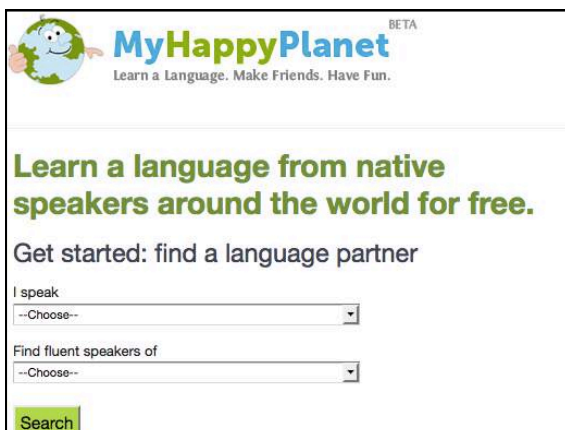 BETA
MyHappyPlanet
Learn a Language. Make Friends. Have Fun.
Learn a language from native
speakers around the world for free.
Get started: find a language partner
I speak
--Choose--
Find fluent speakers of
--Choose--
Search